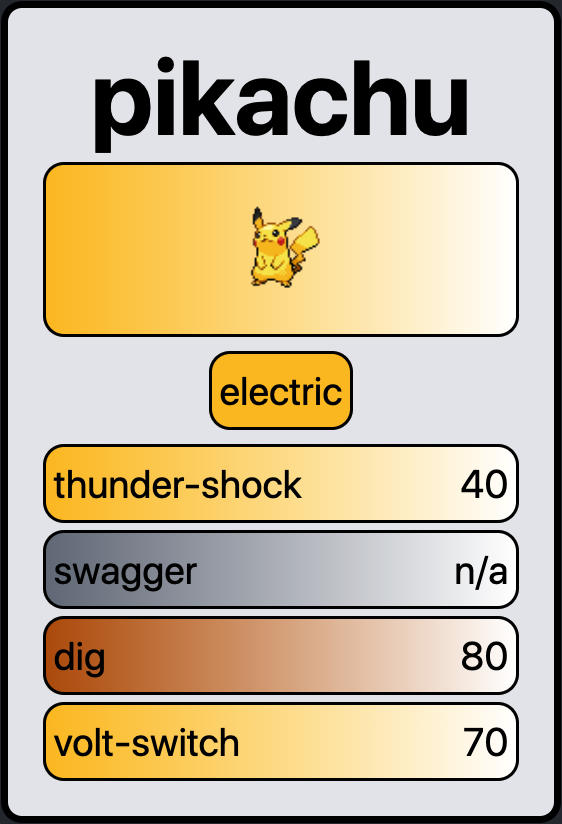 pikachu
electric
thunder-shock 40
swagger n/a
dig 80
volt-switch 70